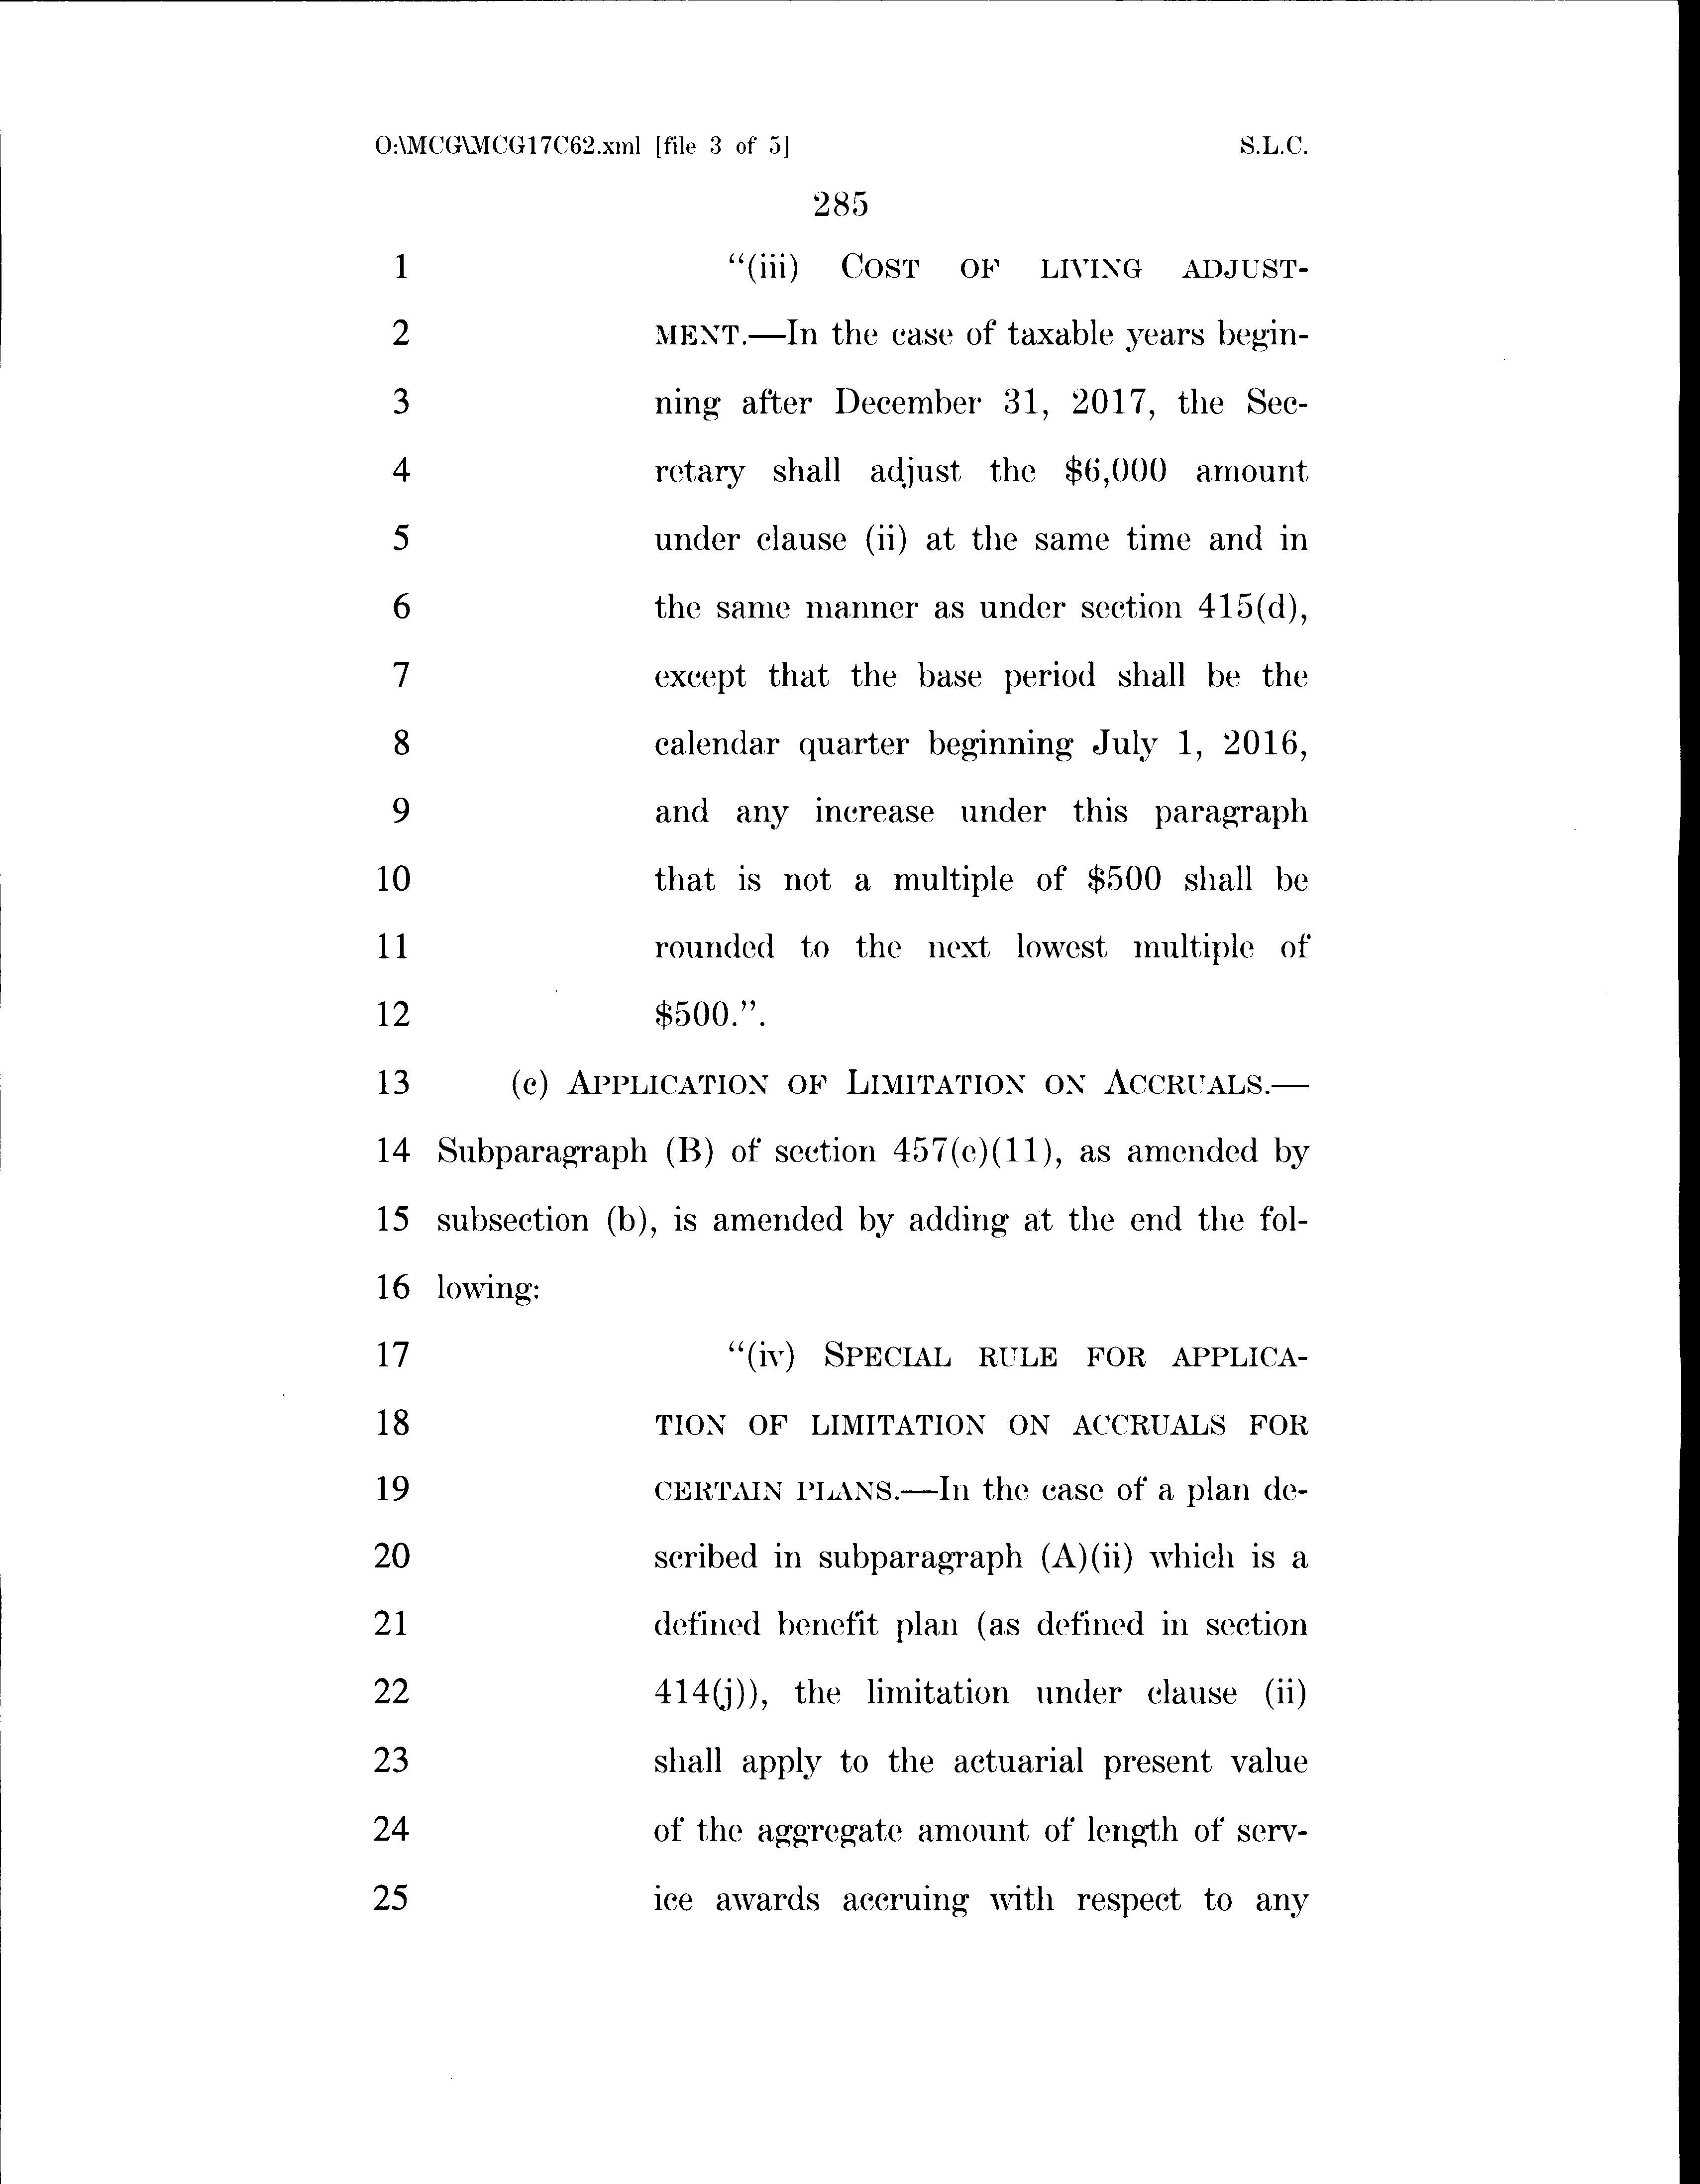 O:\MCG\MCG17C62.xml [file 3 of 5] S.L.C.
285
1 “(iii) COST OF LIVING ADJUST-
2 MENT.—In the case of taxable years begin-
3 ning after December 31, 2017, the Sec-
4 retary shall adjust the $6,000 amount
5 under clause (ii) at the same time and in
6 the same manner as under section 415(d),
7 except that the base period shall be the
8 calendar quarter beginning July 1, 2016,
9 and any increase under this paragraph
10 that is not a multiple of $500 shall be
11 rounded to the next lowest multiple of
12 $500.”.
13 (c) APPLICATION OF LIMITATION ON ACCRUALS.—
14 Subparagraph (B) of section 457(e)(11), as amended by
15 subsection (b), is amended by adding at the end the fol-
16 lowing:
17 “(iv) SPECIAL RULE FOR APPLICA-
18 TION OF LIMITATION ON ACCRUALS FOR
19 CERTAIN PLANS.—In the case of a plan de-
20 scribed in subparagraph (A)(ii) which is a
21 defined benefit plan (as defined in section
22 414(j)), the limitation under clause (ii)
23 shall apply to the actuarial present value
24 of the aggregate amount of length of serv-
25 ice awards accruing with respect to any